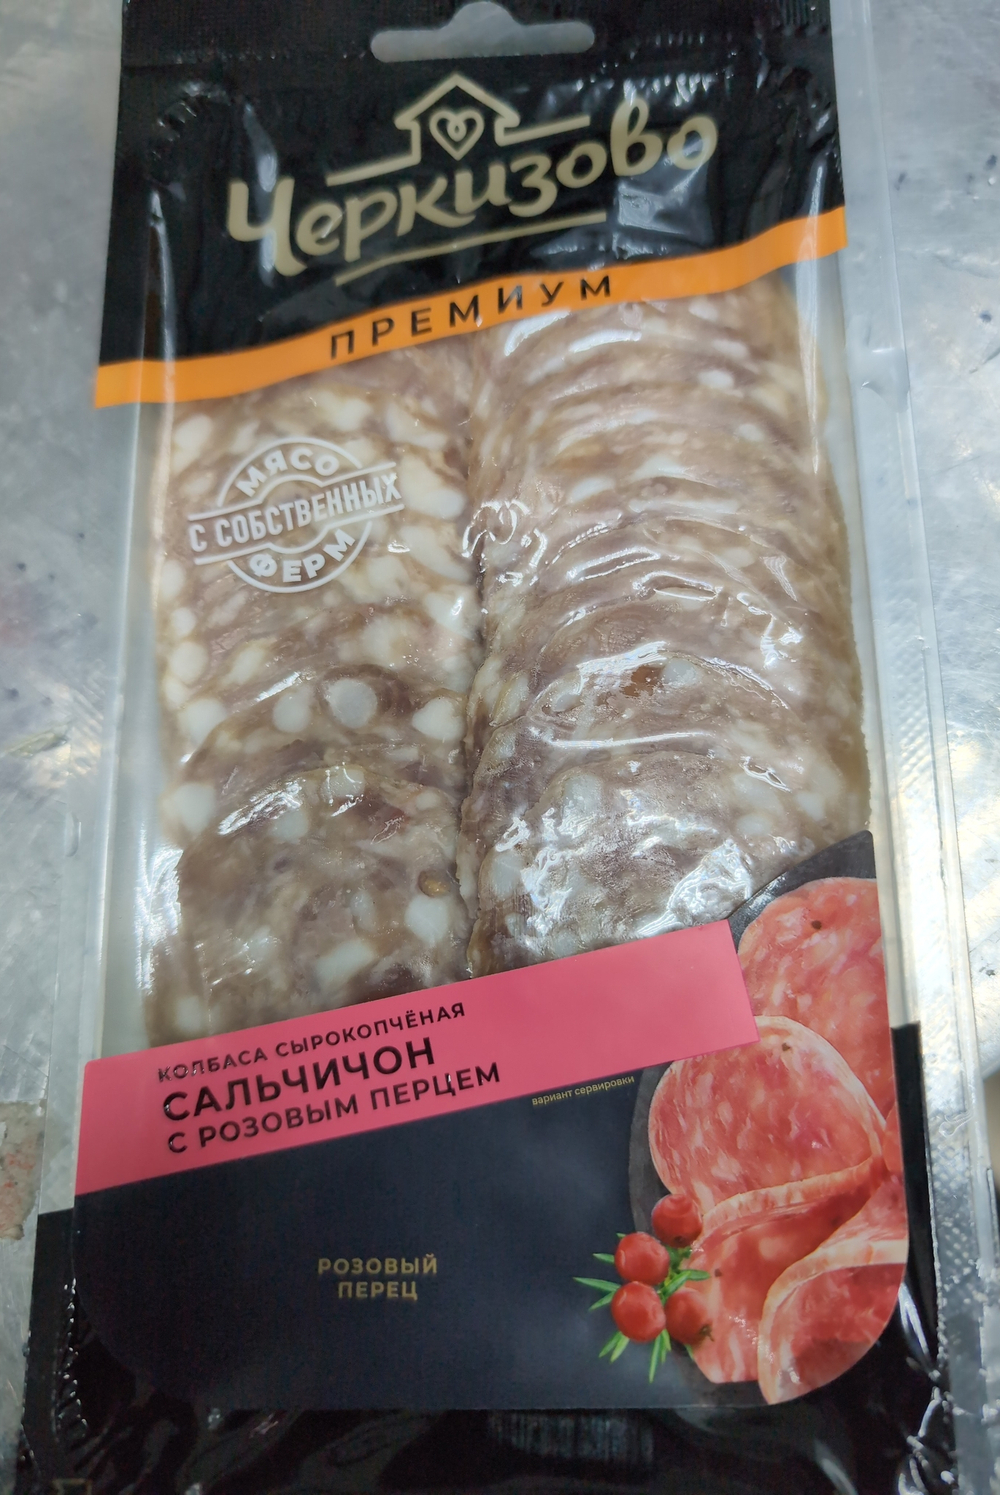 Черкизово
ПРЕМИУМ
МЯСО
С СОБСТВЕННЫХ
ФЕРМ
КОЛБАСА СЫРОКОПЧЁНАЯ
САЛЬЧИЧОН
С РОЗОВЫМ ПЕРЦЕМ
вариант сервировки
РОЗОВЫЙ
ПЕРЕЦ